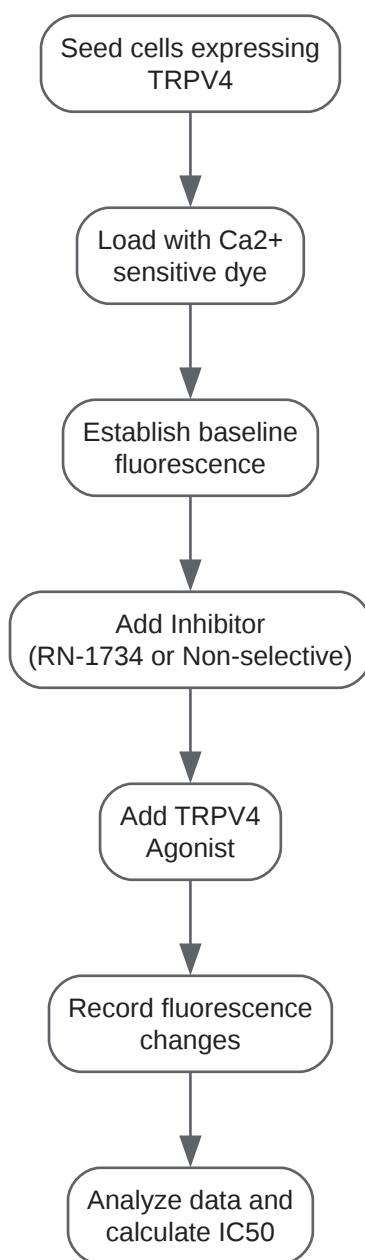 Seed cells expressing
TRPV4
Load with Ca2+
sensitive dye
Establish baseline
fluorescence
Add Inhibitor
(RN-1734 or Non-selective)
Add TRPV4
Agonist
Record fluorescence
changes
Analyze data and
calculate IC50